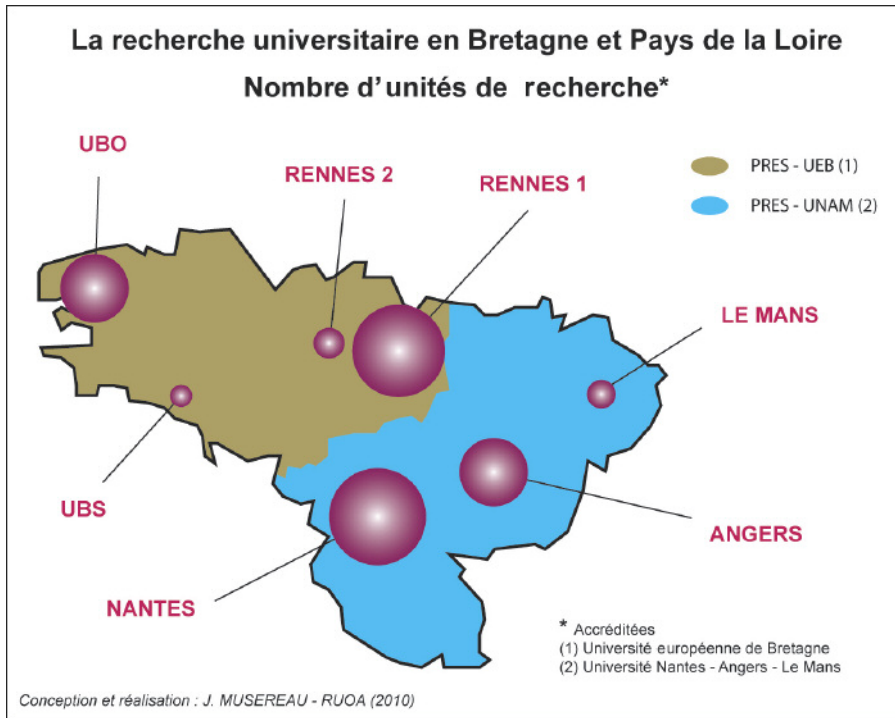 La recherche universitaire en Bretagne et Pays de la Loire
Nombre d'unités de recherche*
UBO
RENNES 2
RENNES 1
PRES - UEB (1)
PRES - UNAM (2)
LE MANS
UBS
ANGERS
NANTES
* Accréditées
(1) Université européenne de Bretagne
(2) Université Nantes - Angers - Le Mans
Conception et réalisation : J. MUSEREAU - RUOA (2010)